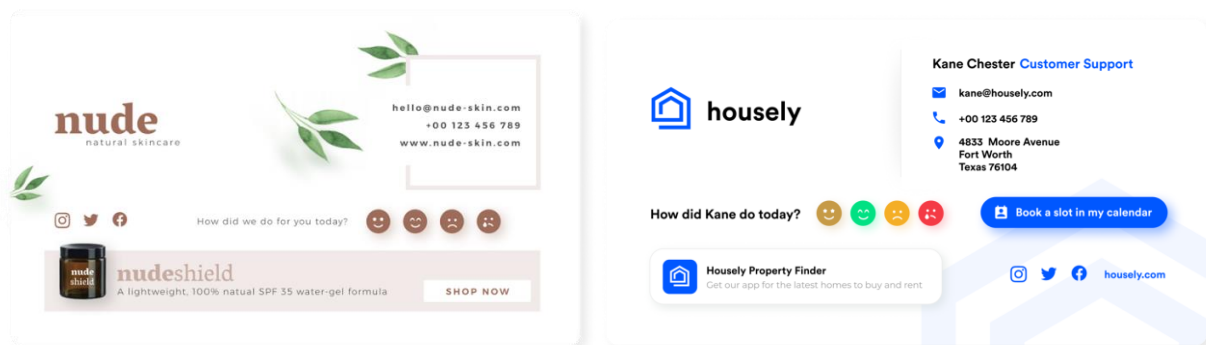 nude
natural skincare
hello@nude-skin.com
+00 123 456 789
www.nude-skin.com
How did we do for you today?
nude
shield
nudeshield
A lightweight, 100% natual SPF 35 water-gel formula
SHOP NOW
housely
Kane Chester Customer Support
kane@housely.com
+00 123 456 789
4833 Moore Avenue
Fort Worth
Texas 76104
How did Kane do today?
Book a slot in my calendar
Housely Property Finder
Get our app for the latest homes to buy and rent
housely.com